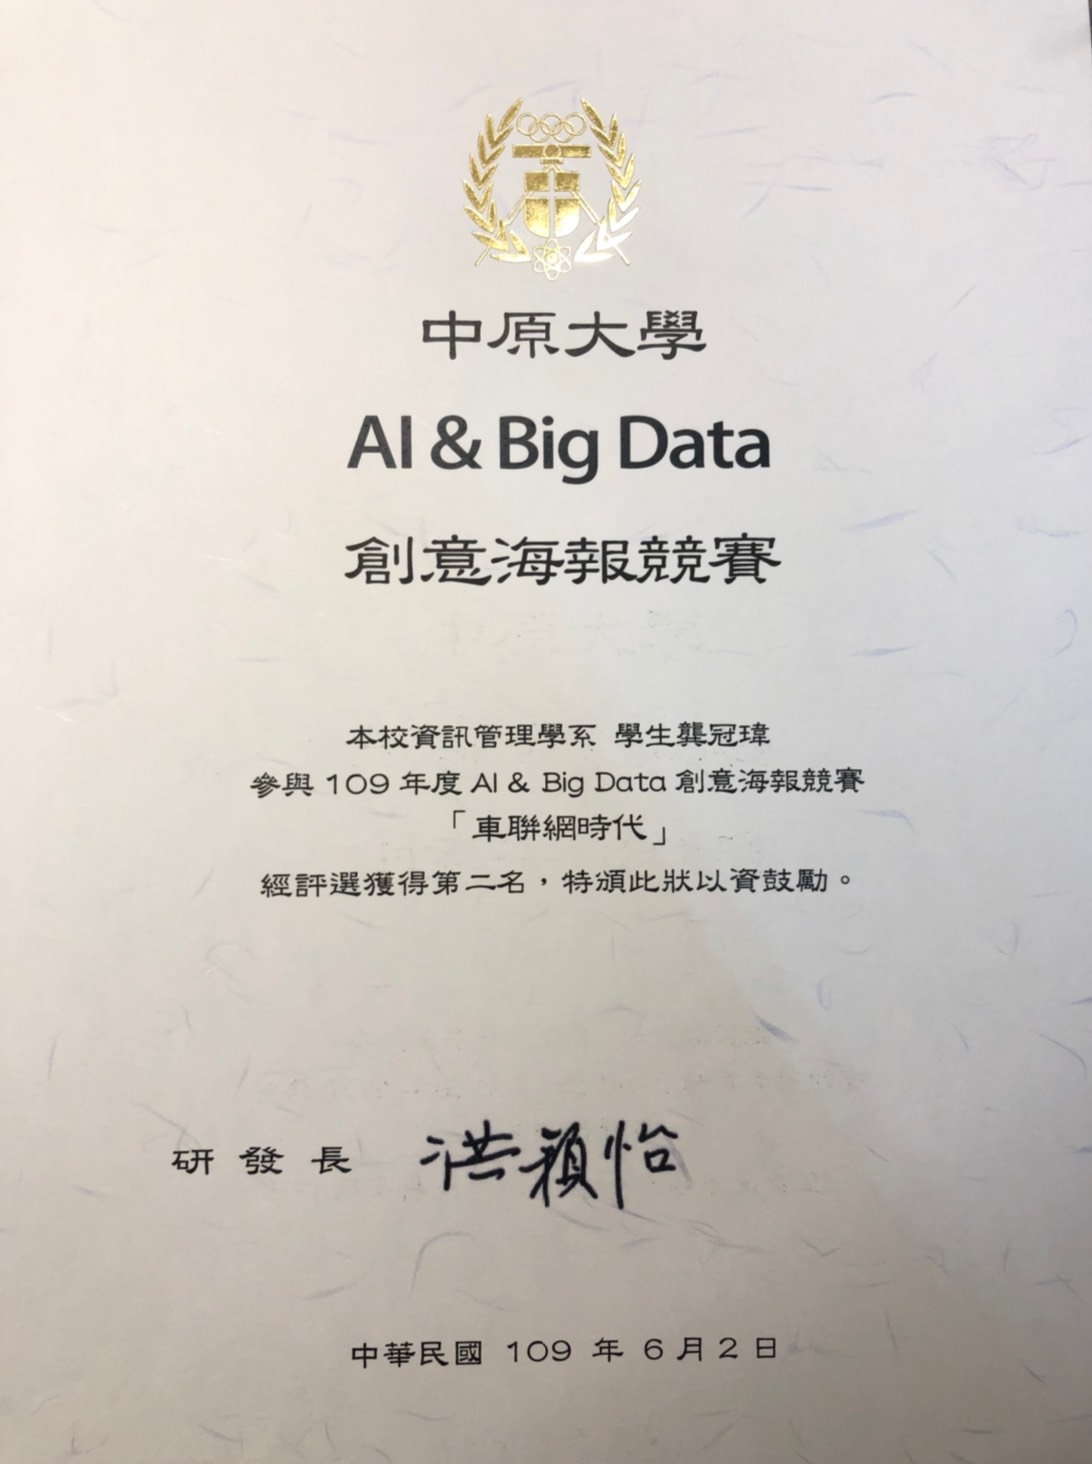 中原大學
AI & Big Data
創意海報競賽
本校資訊管理學系 學生龔冠瑋
參與 109 年度 AI & Big Data 創意海報競賽
「車聯網時代」
經評選獲得第二名，特頒此狀以資鼓勵。
研發長 洪穎怡
中華民國 109 年 6 月 2 日